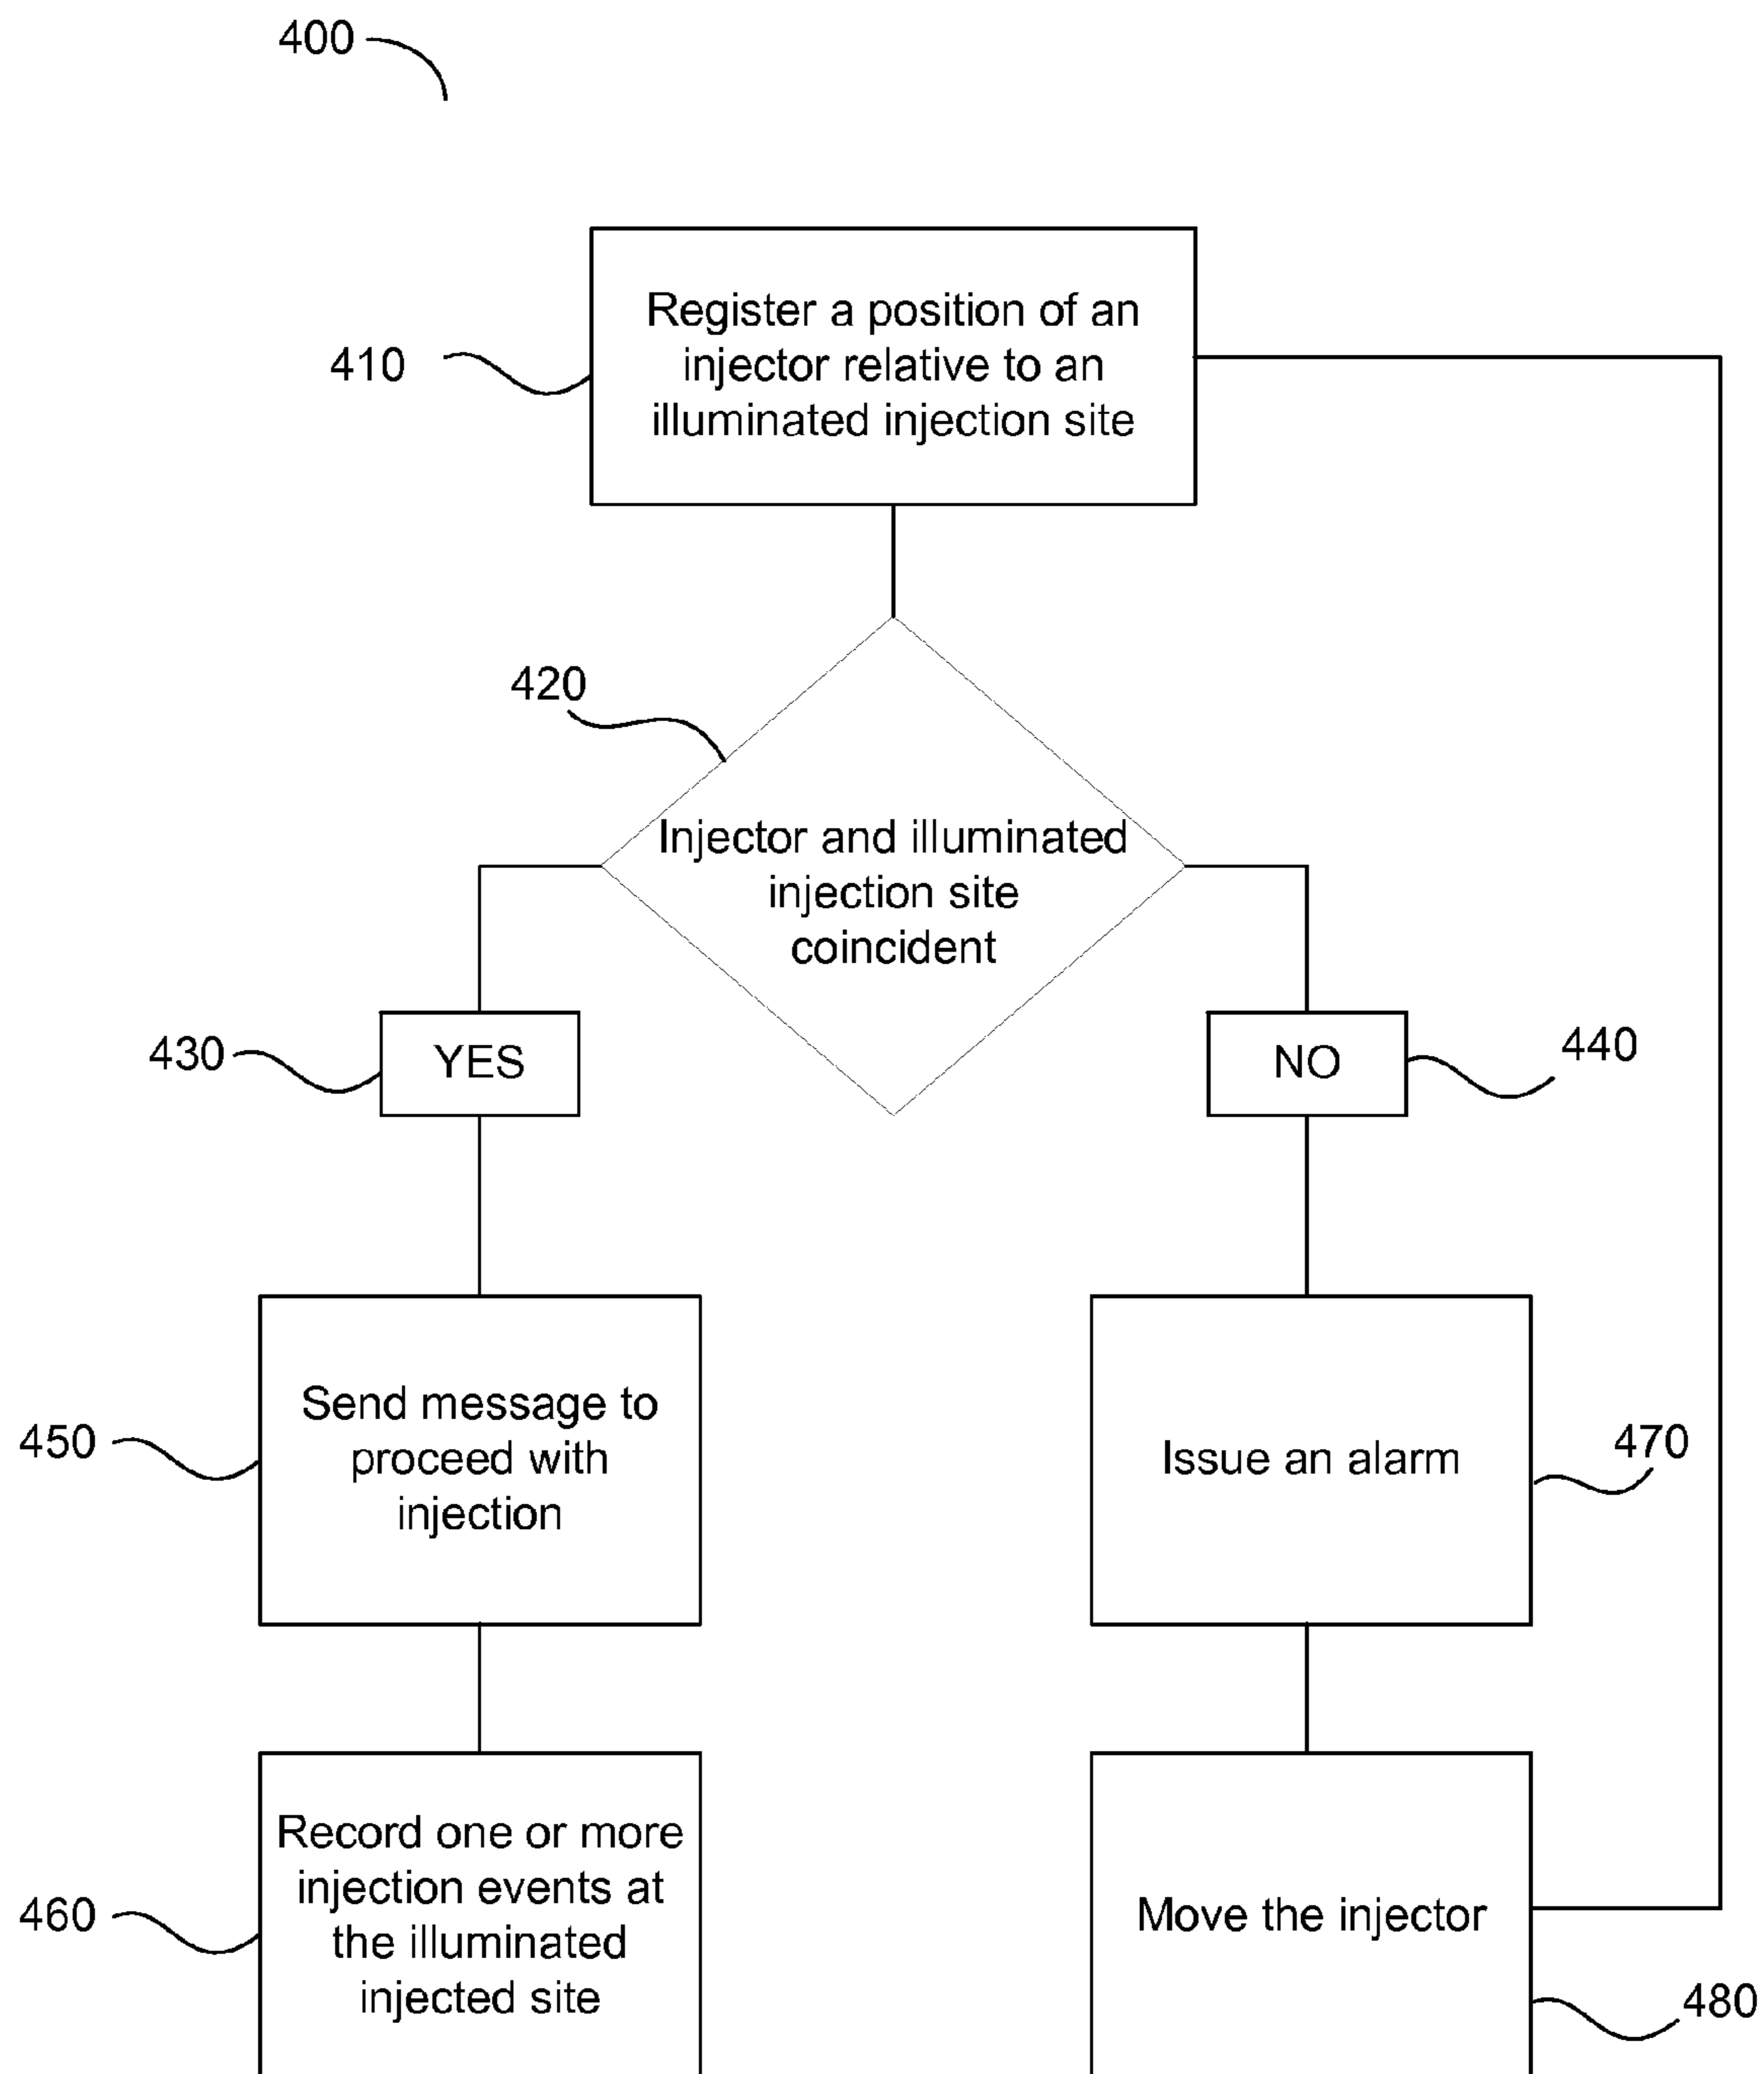 400
Register a position of an
injector relative to an
illuminated injection site
410
420
Injector and illuminated
injection site
coincident
430
YES
NO
440
450
Send message to
proceed with
injection
Issue an alarm
470
460
Record one or more
injection events at
the illuminated
injected site
Move the injector
480